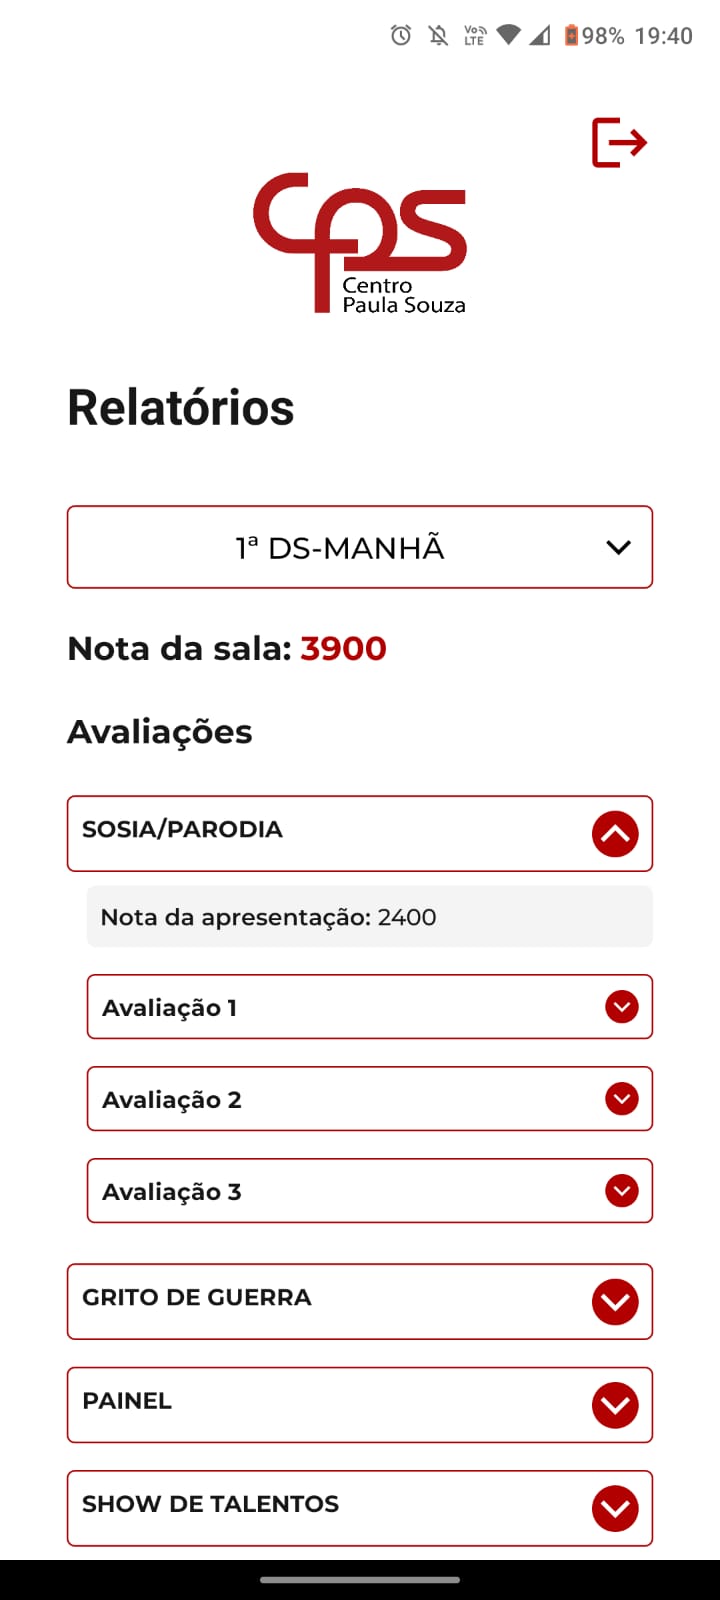 Vo)) LTE 98% 19:40
cps
Centro
Paula Souza
Relatórios
1ª DS-MANHÃ
Nota da sala: 3900
Avaliações
SOSIA/PARODIA
Nota da apresentação: 2400
Avaliação 1
Avaliação 2
Avaliação 3
GRITO DE GUERRA
PAINEL
SHOW DE TALENTOS